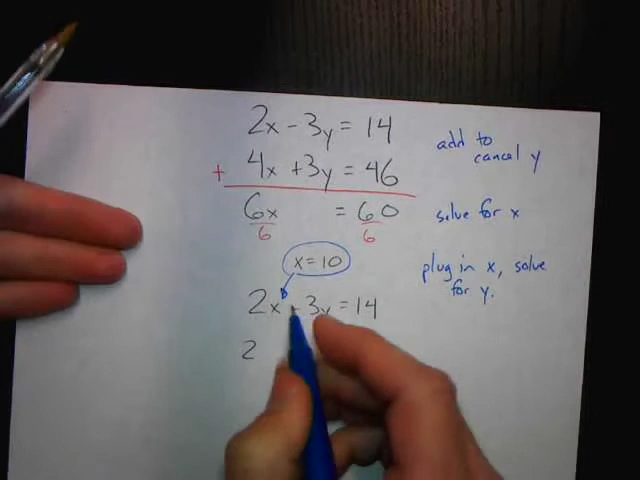 2x - 3y = 14
+ 4x + 3y = 46
add to cancel y
6x = 60
6 6
solve for x
x = 10
plug in x, solve for y.
2x - 3y = 14
2